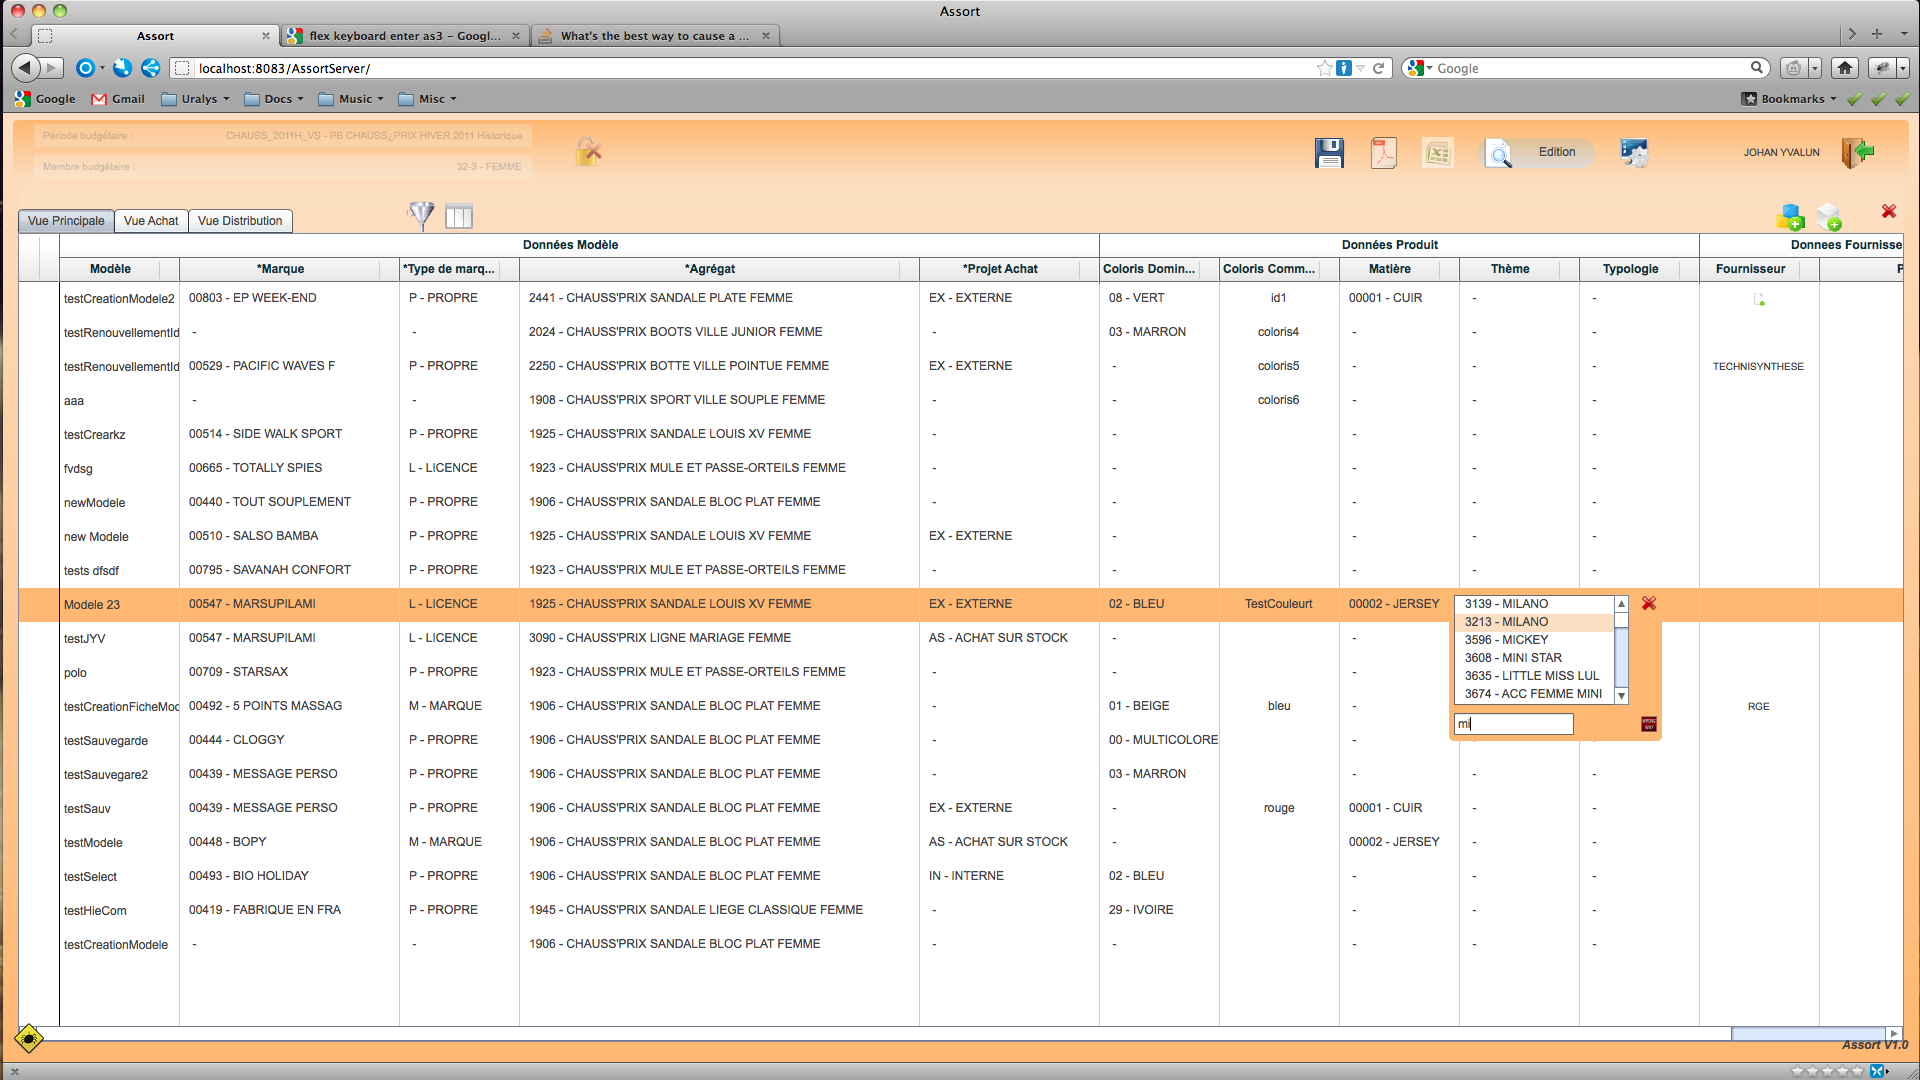 Assort
Assort
flex keyboard enter as3 – Googl...
What's the best way to cause a ...
localhost:8083/AssortServer/
Google
Google
Gmail
Uralys
Docs
Music
Misc
Bookmarks
Période budgétaire :
CHAUSS_2011H_VS - PB CHAUSS¿PRIX HIVER 2011 Historique
Membre budgétaire :
32-3 - FEMME
Edition
JOHAN YVALUN
Vue Principale
Vue Achat
Vue Distribution
Données Modèle
Données Produit
Donnees Fournisse
Modèle *Marque *Type de marq... *Agrégat *Projet Achat Coloris Domin... Coloris Comm... Matière Thème Typologie Fournisseur
testCreationModele2 00803 - EP WEEK-END P - PROPRE 2441 - CHAUSS'PRIX SANDALE PLATE FEMME EX - EXTERNE 08 - VERT id1 00001 - CUIR - -
testRenouvellementId - - 2024 - CHAUSS'PRIX BOOTS VILLE JUNIOR FEMME - 03 - MARRON coloris4 - - -
testRenouvellementId 00529 - PACIFIC WAVES F P - PROPRE 2250 - CHAUSS'PRIX BOTTE VILLE POINTUE FEMME EX - EXTERNE - coloris5 - - - TECHNISYNTHESE
aaa - - 1908 - CHAUSS'PRIX SPORT VILLE SOUPLE FEMME - - coloris6 - - -
testCrearkz 00514 - SIDE WALK SPORT P - PROPRE 1925 - CHAUSS'PRIX SANDALE LOUIS XV FEMME - - - - -
fvdsg 00665 - TOTALLY SPIES L - LICENCE 1923 - CHAUSS'PRIX MULE ET PASSE-ORTEILS FEMME - - - - -
newModele 00440 - TOUT SOUPLEMENT P - PROPRE 1906 - CHAUSS'PRIX SANDALE BLOC PLAT FEMME - - - - -
new Modele 00510 - SALSO BAMBA P - PROPRE 1925 - CHAUSS'PRIX SANDALE LOUIS XV FEMME EX - EXTERNE - - - -
tests dfsdf 00795 - SAVANAH CONFORT P - PROPRE 1923 - CHAUSS'PRIX MULE ET PASSE-ORTEILS FEMME - - - - -
Modele 23 00547 - MARSUPILAMI L - LICENCE 1925 - CHAUSS'PRIX SANDALE LOUIS XV FEMME EX - EXTERNE 02 - BLEU TestCouleurt 00002 - JERSEY
3139 - MILANO
3213 - MILANO
3596 - MICKEY
3608 - MINI STAR
3635 - LITTLE MISS LUL
3674 - ACC FEMME MINI
mi
WRONG WAY
testJYV 00547 - MARSUPILAMI L - LICENCE 3090 - CHAUSS'PRIX LIGNE MARIAGE FEMME AS - ACHAT SUR STOCK - -
polo 00709 - STARSAX P - PROPRE 1923 - CHAUSS'PRIX MULE ET PASSE-ORTEILS FEMME - - -
testCreationFicheMod 00492 - 5 POINTS MASSAG M - MARQUE 1906 - CHAUSS'PRIX SANDALE BLOC PLAT FEMME - 01 - BEIGE bleu - RGE
testSauvegarde 00444 - CLOGGY P - PROPRE 1906 - CHAUSS'PRIX SANDALE BLOC PLAT FEMME - 00 - MULTICOLORE - - -
testSauvegare2 00439 - MESSAGE PERSO P - PROPRE 1906 - CHAUSS'PRIX SANDALE BLOC PLAT FEMME - 03 - MARRON - - -
testSauv 00439 - MESSAGE PERSO P - PROPRE 1906 - CHAUSS'PRIX SANDALE BLOC PLAT FEMME EX - EXTERNE - rouge 00001 - CUIR - -
testModele 00448 - BOPY M - MARQUE 1906 - CHAUSS'PRIX SANDALE BLOC PLAT FEMME AS - ACHAT SUR STOCK - 00002 - JERSEY - -
testSelect 00493 - BIO HOLIDAY P - PROPRE 1906 - CHAUSS'PRIX SANDALE BLOC PLAT FEMME IN - INTERNE 02 - BLEU - - -
testHieCom 00419 - FABRIQUE EN FRA P - PROPRE 1945 - CHAUSS'PRIX SANDALE LIEGE CLASSIQUE FEMME - 29 - IVOIRE - - -
testCreationModele - - 1906 - CHAUSS'PRIX SANDALE BLOC PLAT FEMME - - - - -
Assort V1.0